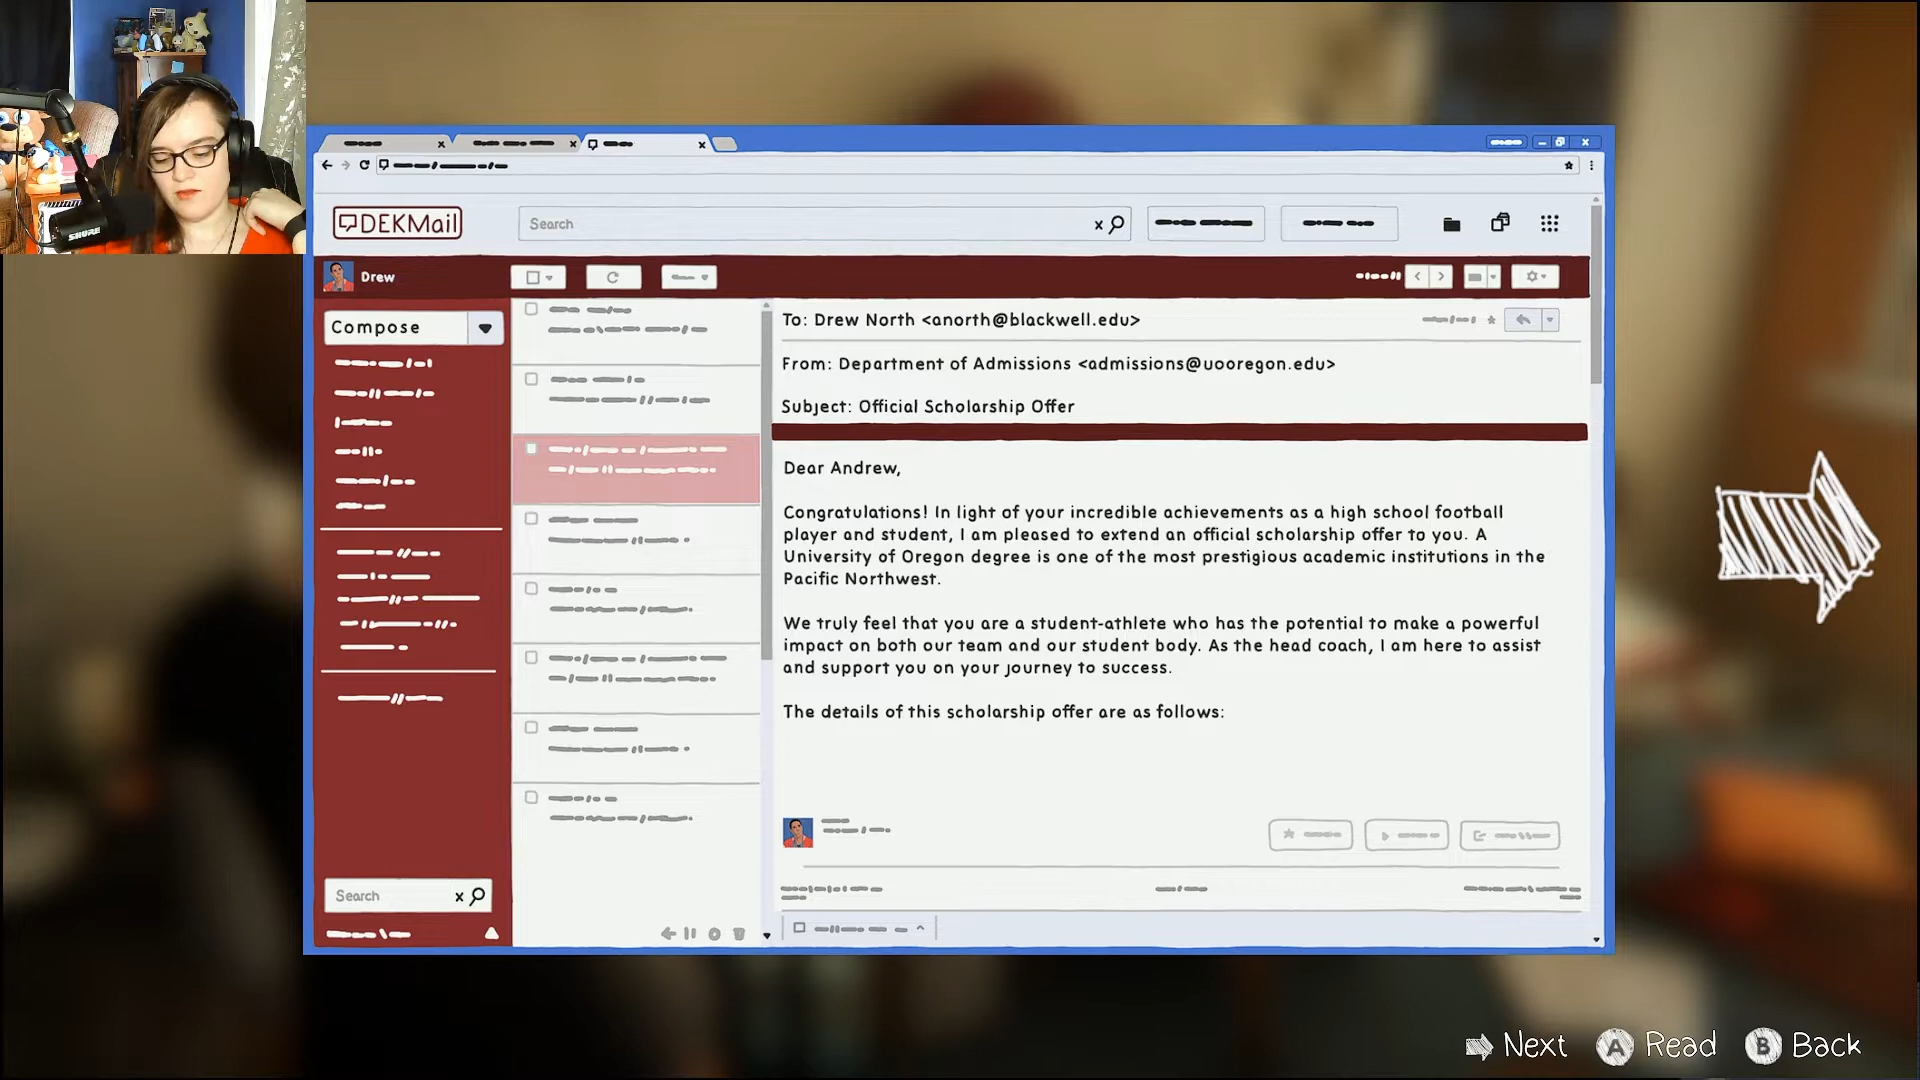 DEKMail
Search
Drew
Compose
To: Drew North <anorth@blackwell.edu>
From: Department of Admissions <admissions@uooregon.edu>
Subject: Official Scholarship Offer
Dear Andrew,
Congratulations! In light of your incredible achievements as a high school football
player and student, I am pleased to extend an official scholarship offer to you. A
University of Oregon degree is one of the most prestigious academic institutions in the
Pacific Northwest.
We truly feel that you are a student-athlete who has the potential to make a powerful
impact on both our team and our student body. As the head coach, I am here to assist
and support you on your journey to success.
The details of this scholarship offer are as follows:
Search
SHURE
Next A Read B Back